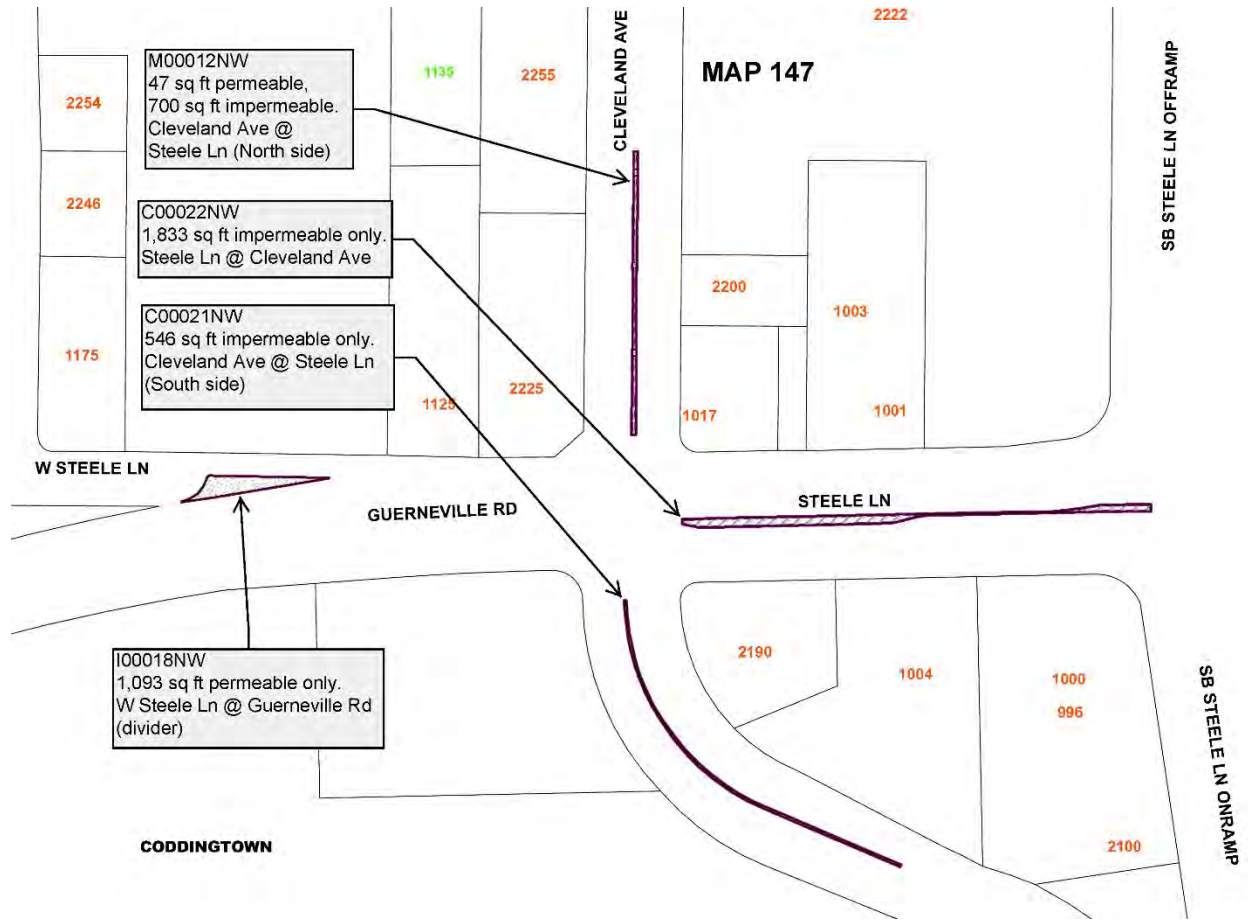 2222
CLEVELAND AVE
MAP 147
M00012NW
47 sq ft permeable,
700 sq ft impermeable.
Cleveland Ave @
Steele Ln (North side)
1135
2255
2254
SB STEELE LN OFFRAMP
2246
C00022NW
1,833 sq ft impermeable only.
Steele Ln @ Cleveland Ave
2200
1003
C00021NW
546 sq ft impermeable only.
Cleveland Ave @ Steele Ln
(South side)
1175
1125
2225
1017
1001
W STEELE LN
GUERNEVILLE RD
STEELE LN
I00018NW
1,093 sq ft permeable only.
W Steele Ln @ Guerneville Rd
(divider)
2190
1004
1000
996
SB STEELE LN ONRAMP
CODDINGTOWN
2100